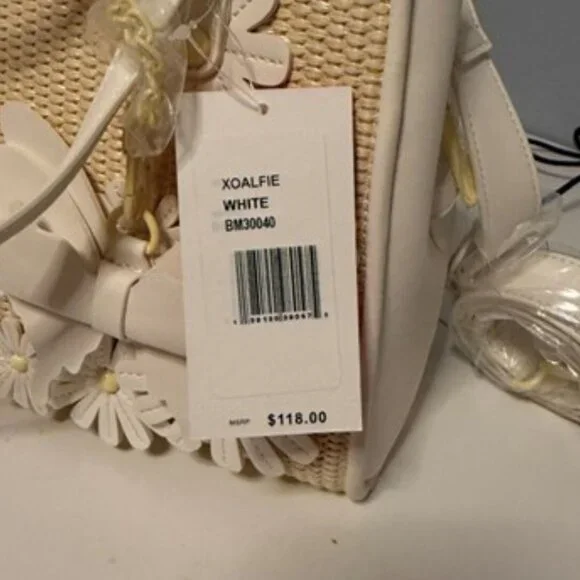 XOALFIE
WHITE
BM30040
MSRP $118.00